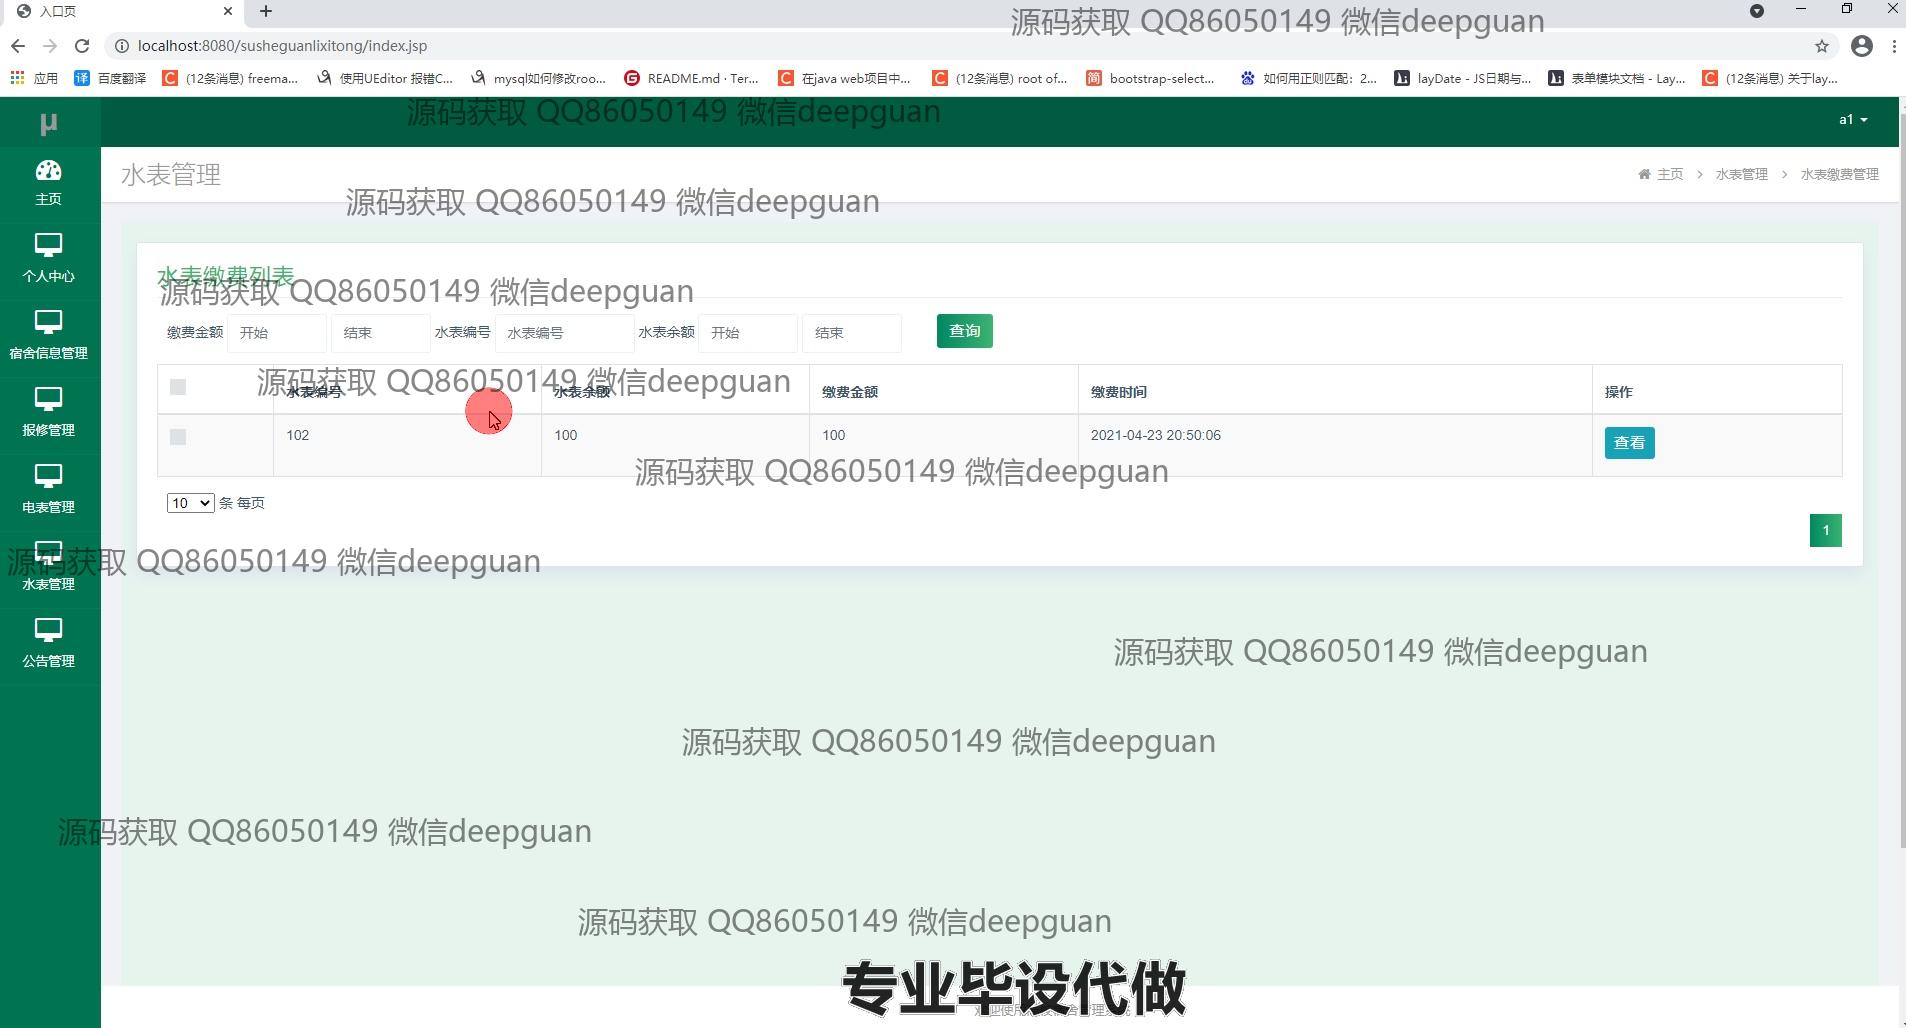 入口页
源码获取 QQ86050149 微信deepguan
localhost:8080/susheguanlixitong/index.jsp
应用 百度翻译 (12条消息) freema... 使用UEditor 报错C... mysql如何修改roo... README.md · Ter... 在java web项目中... (12条消息) root of... bootstrap-select... 如何用正则匹配：2... layDate - JS日期与... 表单模块文档 - Lay... (12条消息) 关于lay...
源码获取 QQ86050149 微信deepguan
μ
a1
主页
水表管理
主页 > 水表管理 > 水表缴费管理
源码获取 QQ86050149 微信deepguan
个人中心
水表缴费列表
源码获取 QQ86050149 微信deepguan
缴费金额 开始 结束 水表编号 水表编号 水表余额 开始 结束 查询
宿舍信息管理
源码获取 QQ86050149 微信deepguan
水表编号 水表余额 缴费金额 缴费时间 操作
102 100 100 2021-04-23 20:50:06 查看
报修管理
源码获取 QQ86050149 微信deepguan
10 条 每页
电表管理
1
源码获取 QQ86050149 微信deepguan
水表管理
公告管理
源码获取 QQ86050149 微信deepguan
源码获取 QQ86050149 微信deepguan
源码获取 QQ86050149 微信deepguan
源码获取 QQ86050149 微信deepguan
专业毕设代做